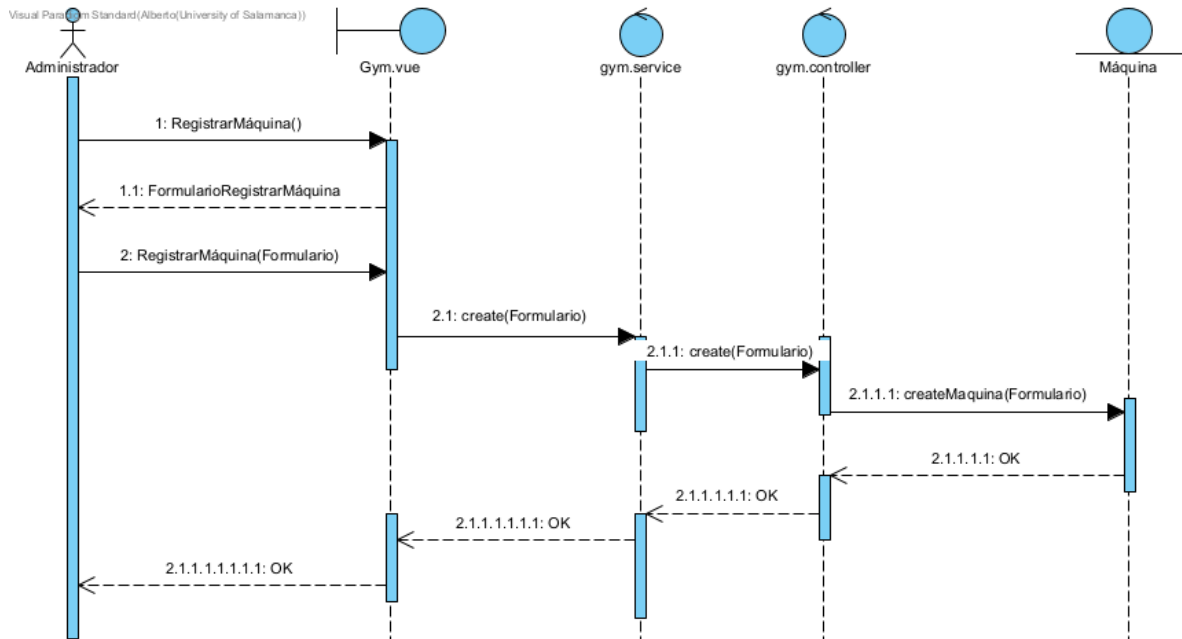 Visual Paradigm Standard(Alberto(University of Salamanca))
Administrador
Gym.vue
gym.service
gym.controller
Máquina
1: RegistrarMáquina()
1.1: FormularioRegistrarMáquina
2: RegistrarMáquina(Formulario)
2.1: create(Formulario)
2.1.1: create(Formulario)
2.1.1.1: createMaquina(Formulario)
2.1.1.1.1: OK
2.1.1.1.1.1: OK
2.1.1.1.1.1.1: OK
2.1.1.1.1.1.1.1: OK